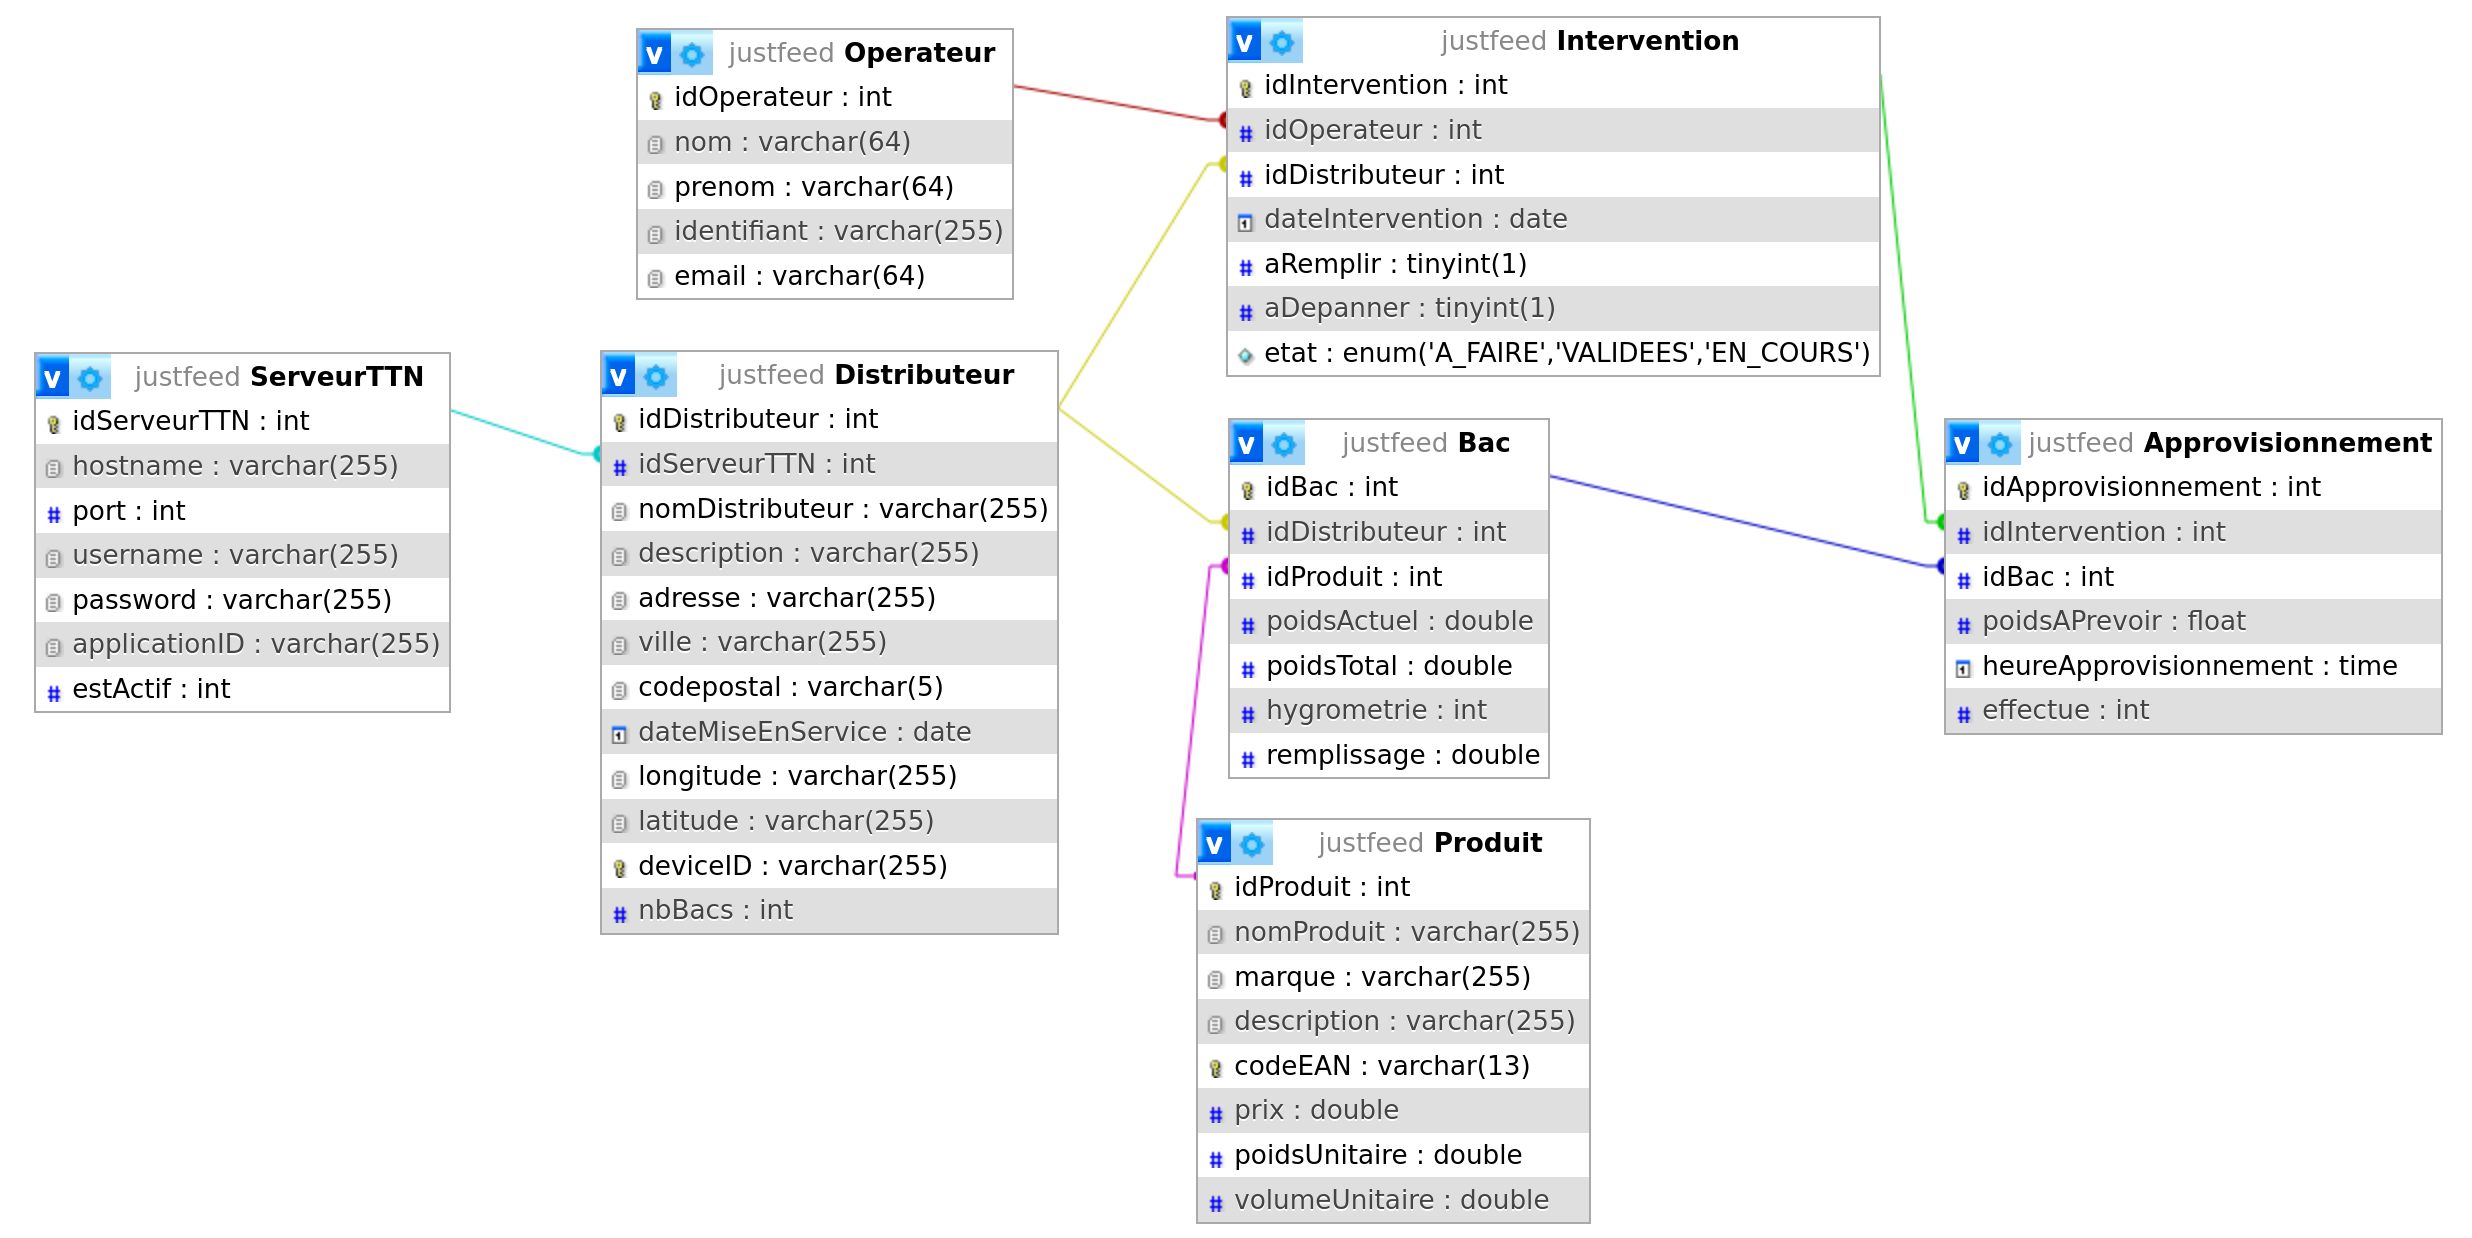 v justfeed Operateur
idOperateur : int
nom : varchar(64)
prenom : varchar(64)
identifiant : varchar(255)
email : varchar(64)
v justfeed Intervention
idIntervention : int
idOperateur : int
idDistributeur : int
dateIntervention : date
aRemplir : tinyint(1)
aDepanner : tinyint(1)
etat : enum('A_FAIRE','VALIDEES','EN_COURS')
v justfeed ServeurTTN
idServeurTTN : int
hostname : varchar(255)
# port : int
username : varchar(255)
password : varchar(255)
applicationID : varchar(255)
# estActif : int
v justfeed Distributeur
idDistributeur : int
# idServeurTTN : int
nomDistributeur : varchar(255)
description : varchar(255)
adresse : varchar(255)
ville : varchar(255)
codepostal : varchar(5)
dateMiseEnService : date
longitude : varchar(255)
latitude : varchar(255)
deviceID : varchar(255)
# nbBacs : int
v justfeed Bac
idBac : int
# idDistributeur : int
# idProduit : int
# poidsActuel : double
# poidsTotal : double
# hygrometrie : int
# remplissage : double
v justfeed Approvisionnement
idApprovisionnement : int
# idIntervention : int
# idBac : int
# poidsAPrevoir : float
heureApprovisionnement : time
# effectue : int
v justfeed Produit
idProduit : int
nomProduit : varchar(255)
marque : varchar(255)
description : varchar(255)
codeEAN : varchar(13)
# prix : double
# poidsUnitaire : double
# volumeUnitaire : double